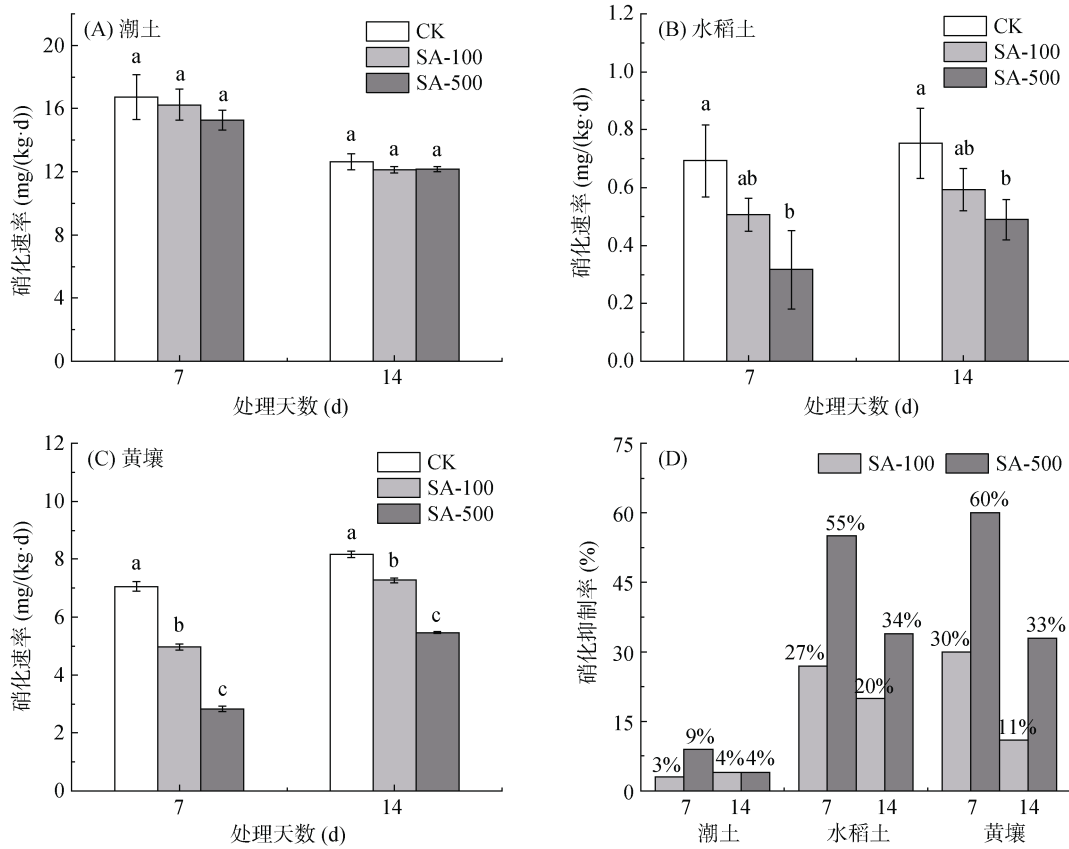 (A) 潮土
CK
SA-100
SA-500
硝化速率 (mg/(kg·d))
20
16
12
8
4
0
a
a
a
a
a
a
7
14
处理天数 (d)
(B) 水稻土
CK
SA-100
SA-500
硝化速率 (mg/(kg·d))
1.2
1.0
0.8
0.6
0.4
0.2
0.0
a
ab
b
a
ab
b
7
14
处理天数 (d)
(C) 黄壤
CK
SA-100
SA-500
硝化速率 (mg/(kg·d))
12
10
8
6
4
2
0
a
b
c
a
b
c
7
14
处理天数 (d)
(D)
SA-100
SA-500
硝化抑制率 (%)
75
60
45
30
15
0
3%
9%
4%
4%
27%
55%
20%
34%
30%
60%
11%
33%
7
14
7
14
7
14
潮土
水稻土
黄壤